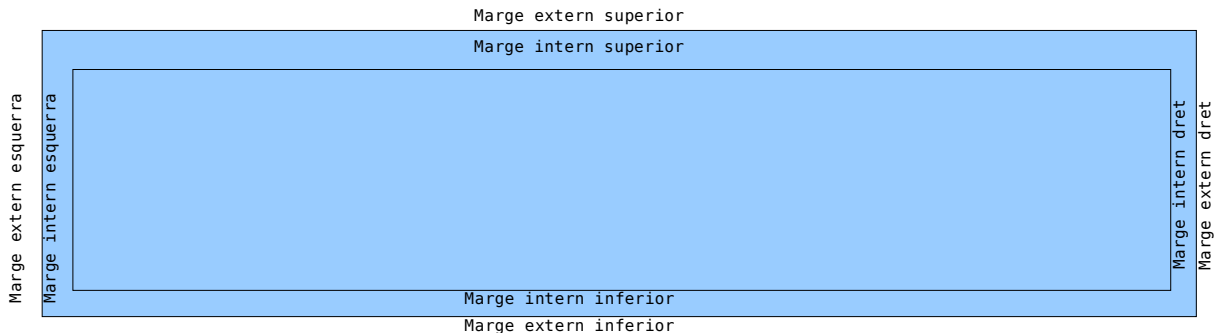 Marge extern superior
Marge intern superior
Marge extern esquerra
Marge intern esquerra
Marge intern dret
Marge extern dret
Marge intern inferior
Marge extern inferior